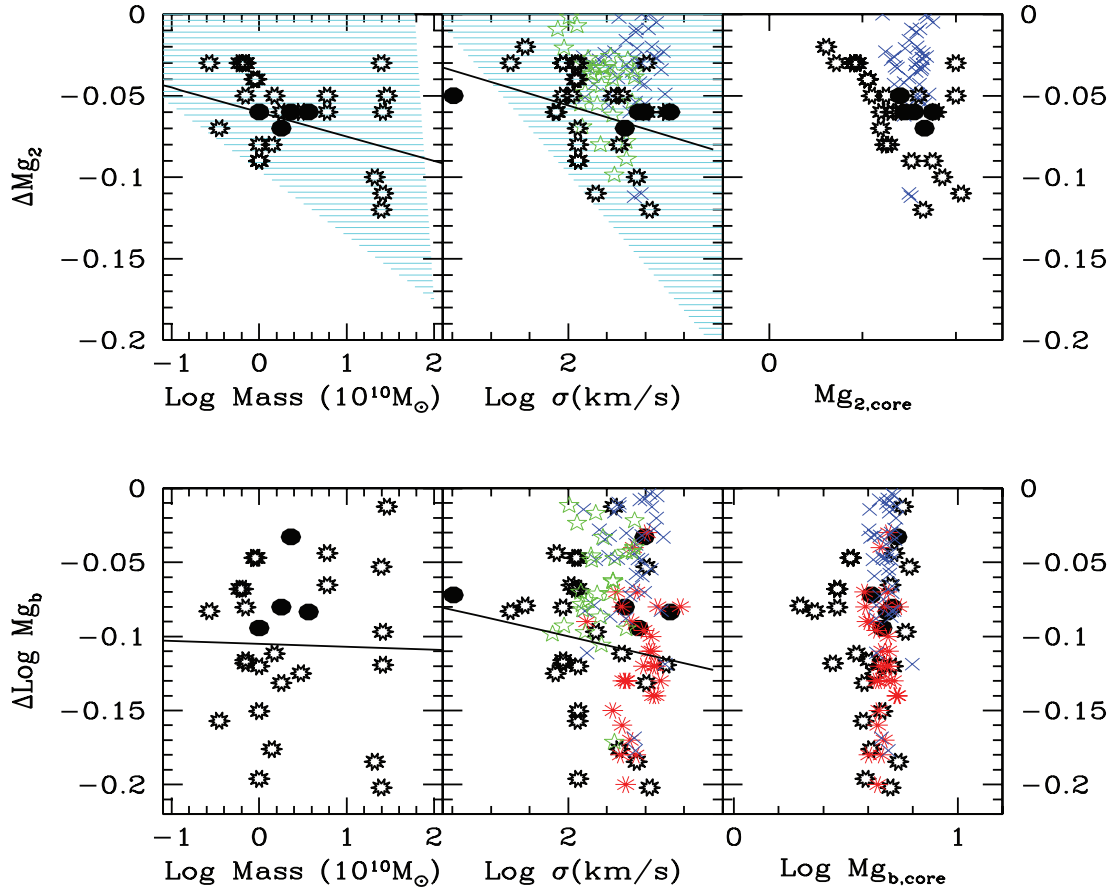 0 0
−0.05 −0.05
ΔMg₂
−0.1 −0.1
−0.15 −0.15
−0.2 −0.2
−1 0 1 2 2 0
Log Mass (10¹⁰M☉) Log σ(km/s) Mg₂,core
0 0
−0.05 −0.05
ΔLog Mg_b
−0.1 −0.1
−0.15 −0.15
−0.2 −0.2
−1 0 1 2 2 0 1
Log Mass (10¹⁰M☉) Log σ(km/s) Log Mg_b,core